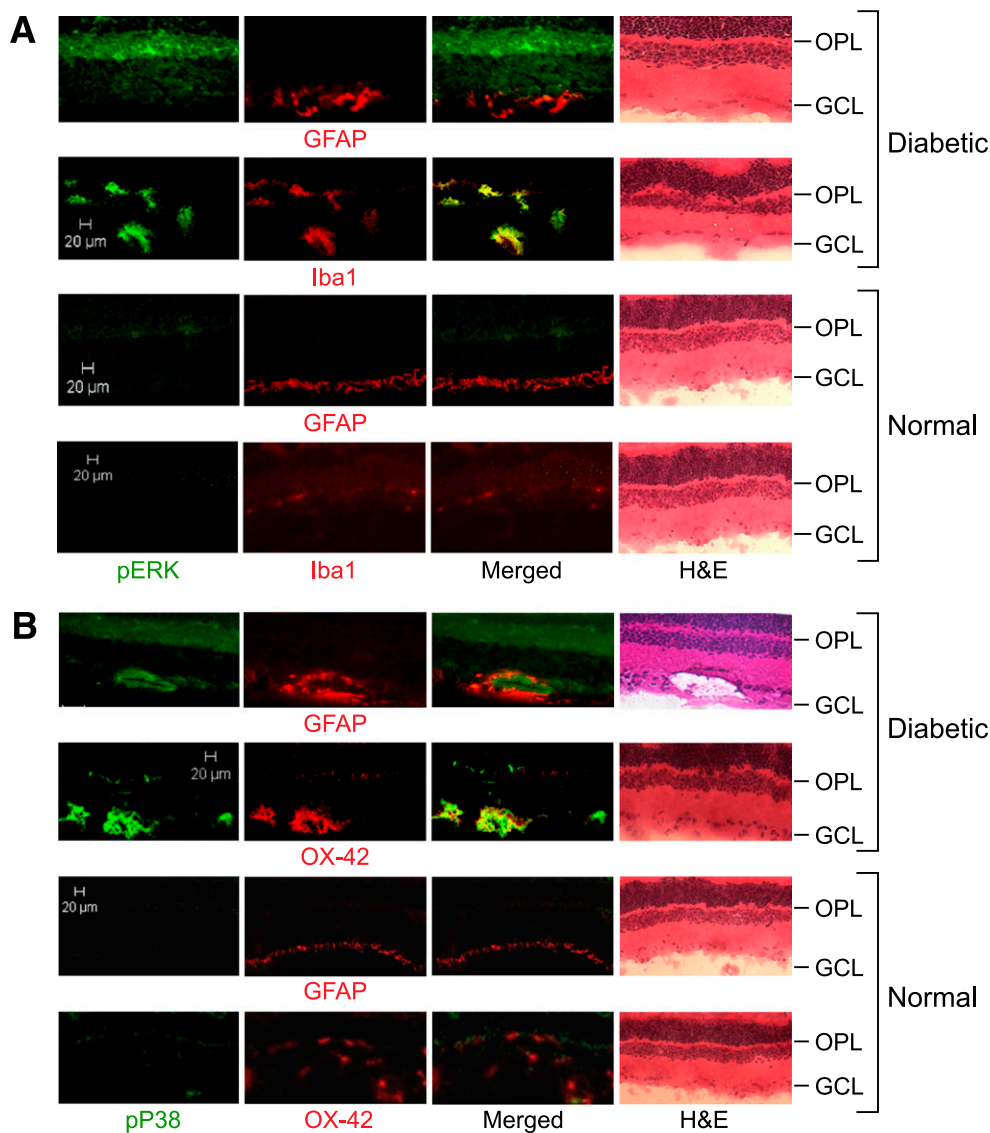 A
OPL
GCL
GFAP
Diabetic
20 µm
OPL
GCL
Iba1
20 µm
OPL
GCL
GFAP
Normal
20 µm
OPL
GCL
pERK Iba1 Merged H&E
B
OPL
GCL
GFAP
Diabetic
20 µm
OPL
GCL
OX-42
20 µm
OPL
GCL
GFAP
Normal
OPL
GCL
pP38 OX-42 Merged H&E